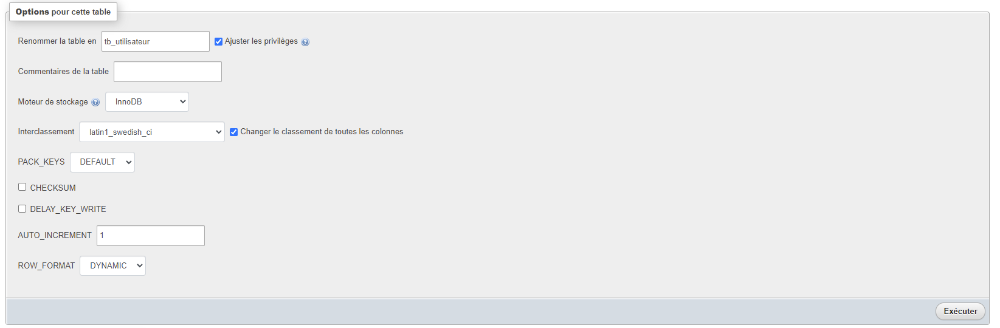 Options pour cette table
Renommer la table en tb_utilisateur Ajuster les privilèges
Commentaires de la table
Moteur de stockage InnoDB
Interclassement latin1_swedish_ci Changer le classement de toutes les colonnes
PACK_KEYS DEFAULT
CHECKSUM
DELAY_KEY_WRITE
AUTO_INCREMENT 1
ROW_FORMAT DYNAMIC
Exécuter